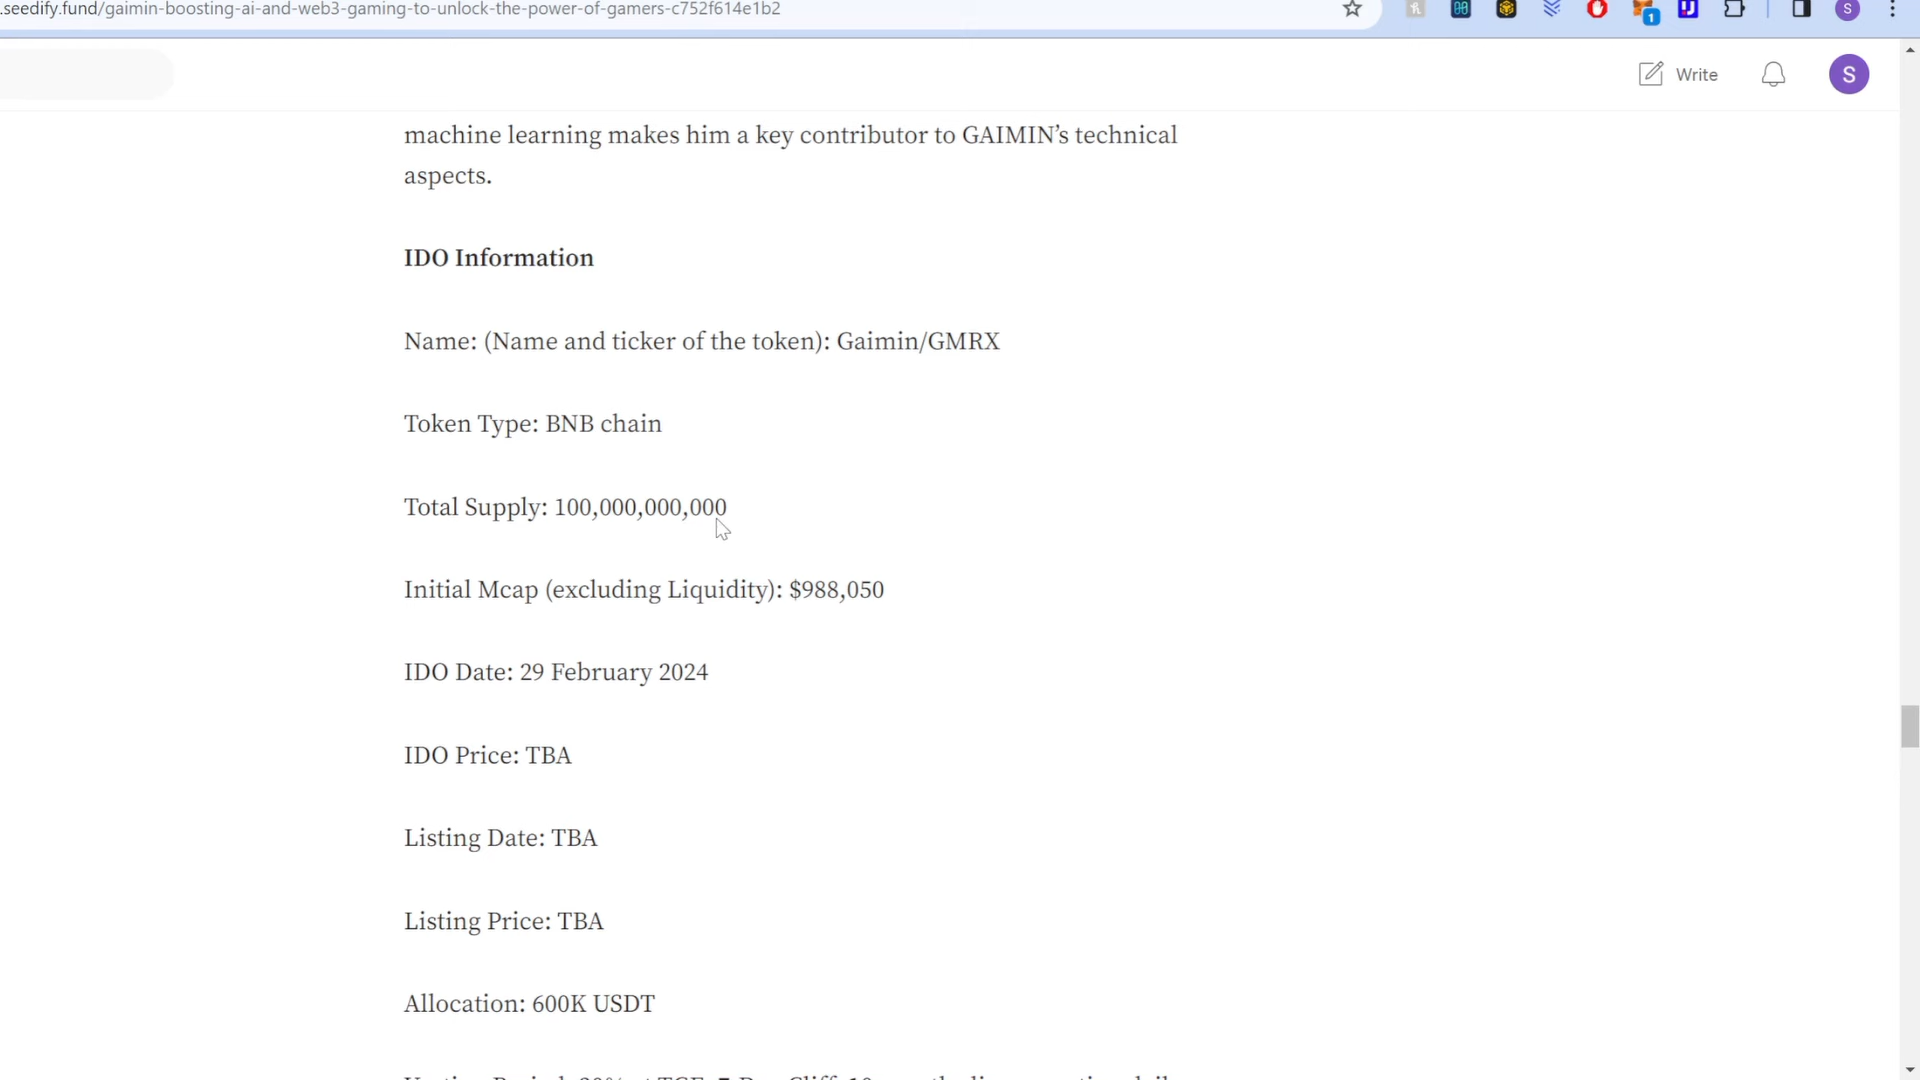 .seedify.fund/gaimin-boosting-ai-and-web3-gaming-to-unlock-the-power-of-gamers-c752f614e1b2
S
1
Write
S
machine learning makes him a key contributor to GAIMIN’s technical
aspects.
IDO Information
Name: (Name and ticker of the token): Gaimin/GMRX
Token Type: BNB chain
Total Supply: 100,000,000,000
Initial Mcap (excluding Liquidity): $988,050
IDO Date: 29 February 2024
IDO Price: TBA
Listing Date: TBA
Listing Price: TBA
Allocation: 600K USDT